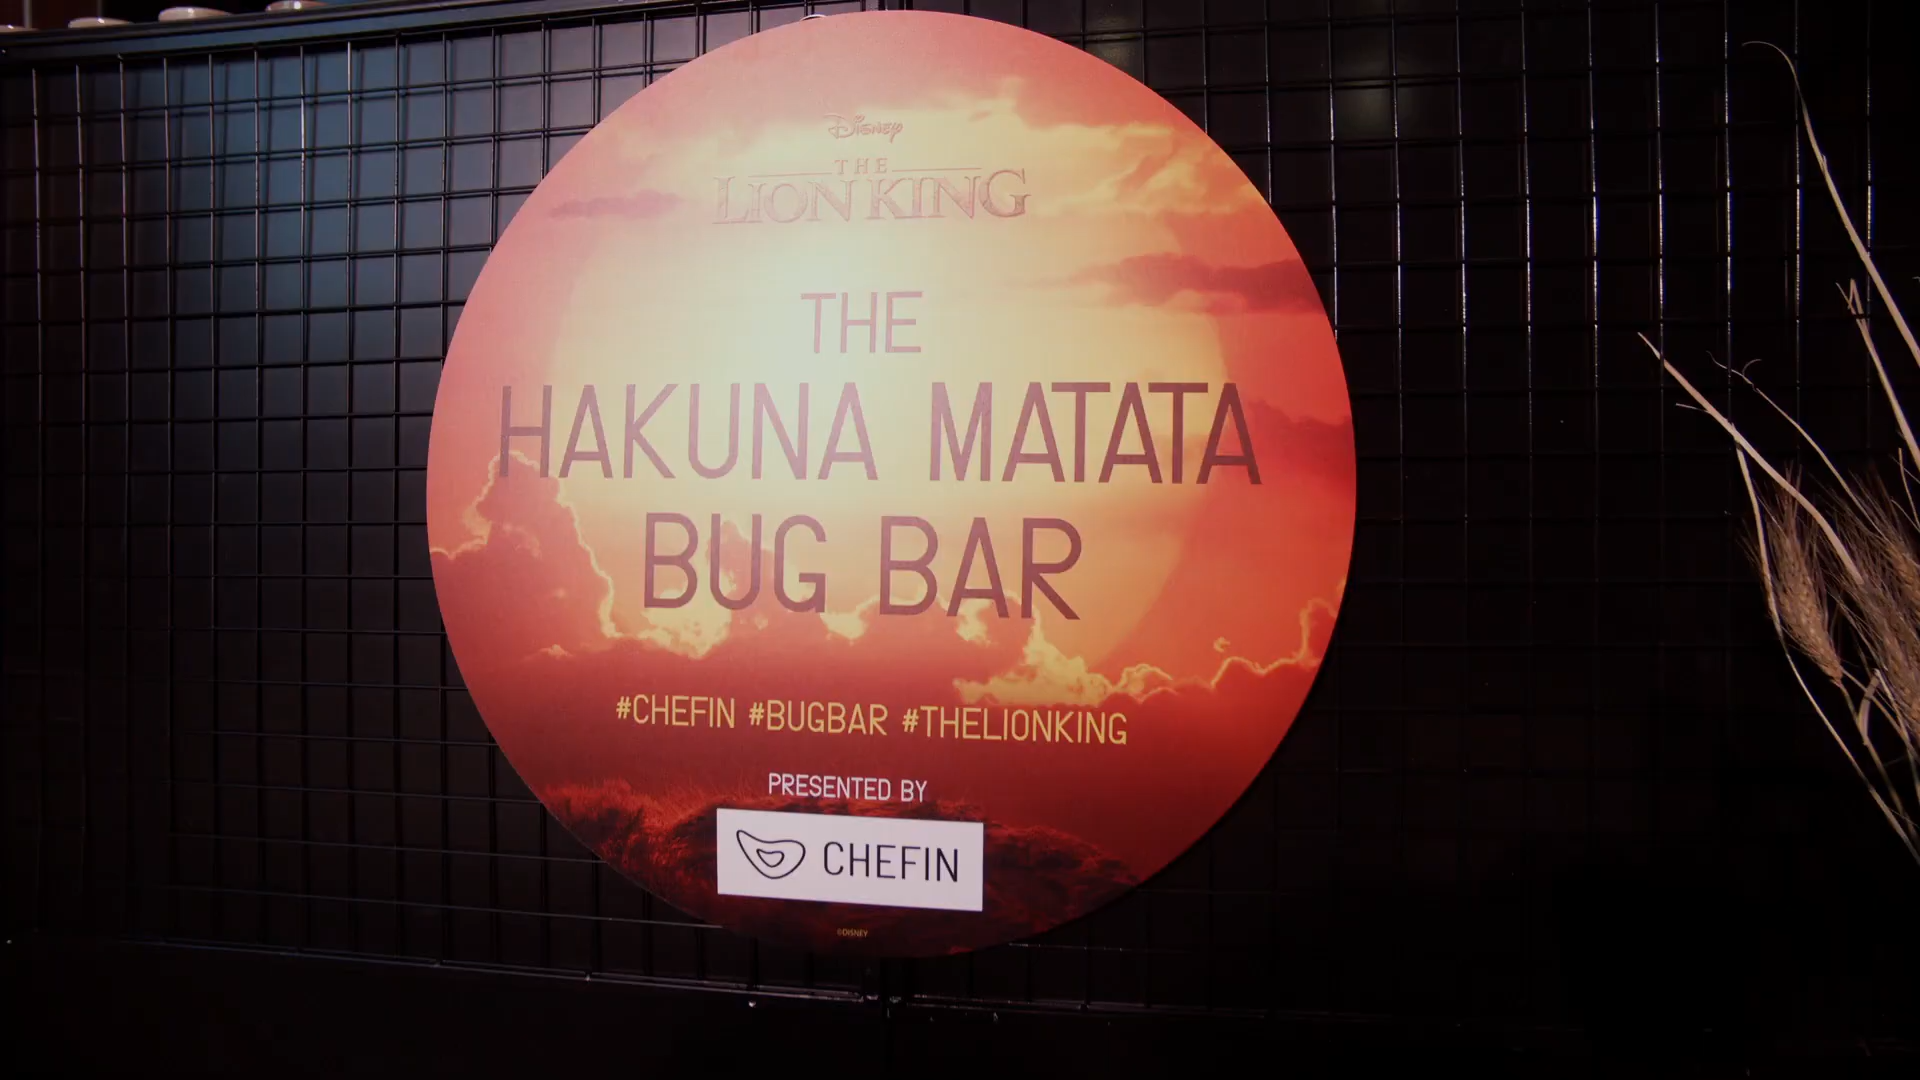 Disney
THE
LION KING
THE
HAKUNA MATATA
BUG BAR
#CHEFIN #BUGBAR #THELIONKING
PRESENTED BY
CHEFIN
©DISNEY